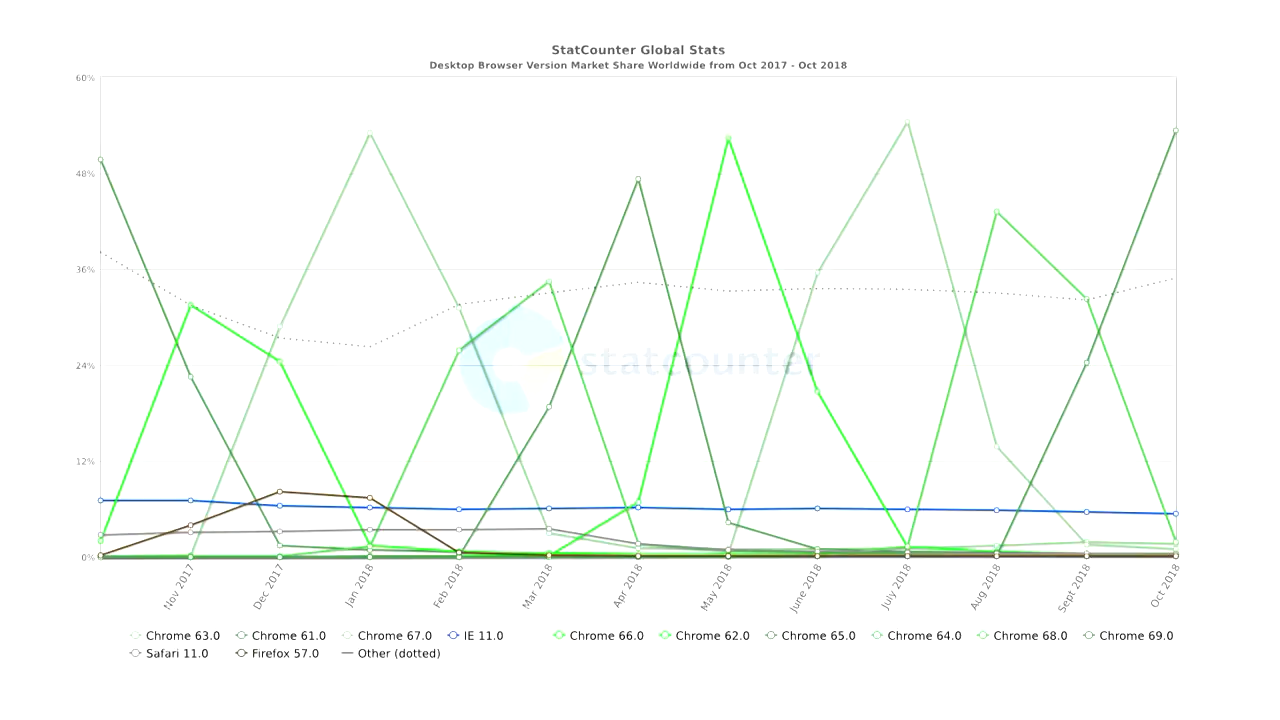 StatCounter Global Stats
Desktop Browser Version Market Share Worldwide from Oct 2017 - Oct 2018
60%
48%
36%
24%
12%
0%
statcounter
Nov 2017
Dec 2017
Jan 2018
Feb 2018
Mar 2018
Apr 2018
May 2018
June 2018
July 2018
Aug 2018
Sept 2018
Oct 2018
Chrome 63.0 Chrome 61.0 Chrome 67.0 IE 11.0 Chrome 66.0 Chrome 62.0 Chrome 65.0 Chrome 64.0 Chrome 68.0 Chrome 69.0
Safari 11.0 Firefox 57.0 Other (dotted)